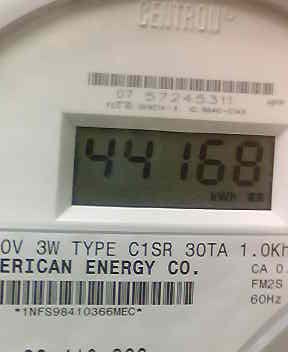 CENTRON
07 57245311
44168
kWh
0V 3W TYPE C1SR 30TA 1.0Kh
ERICAN ENERGY CO. CA 0.
FM2S
60Hz
*1NFS98410366MEC*